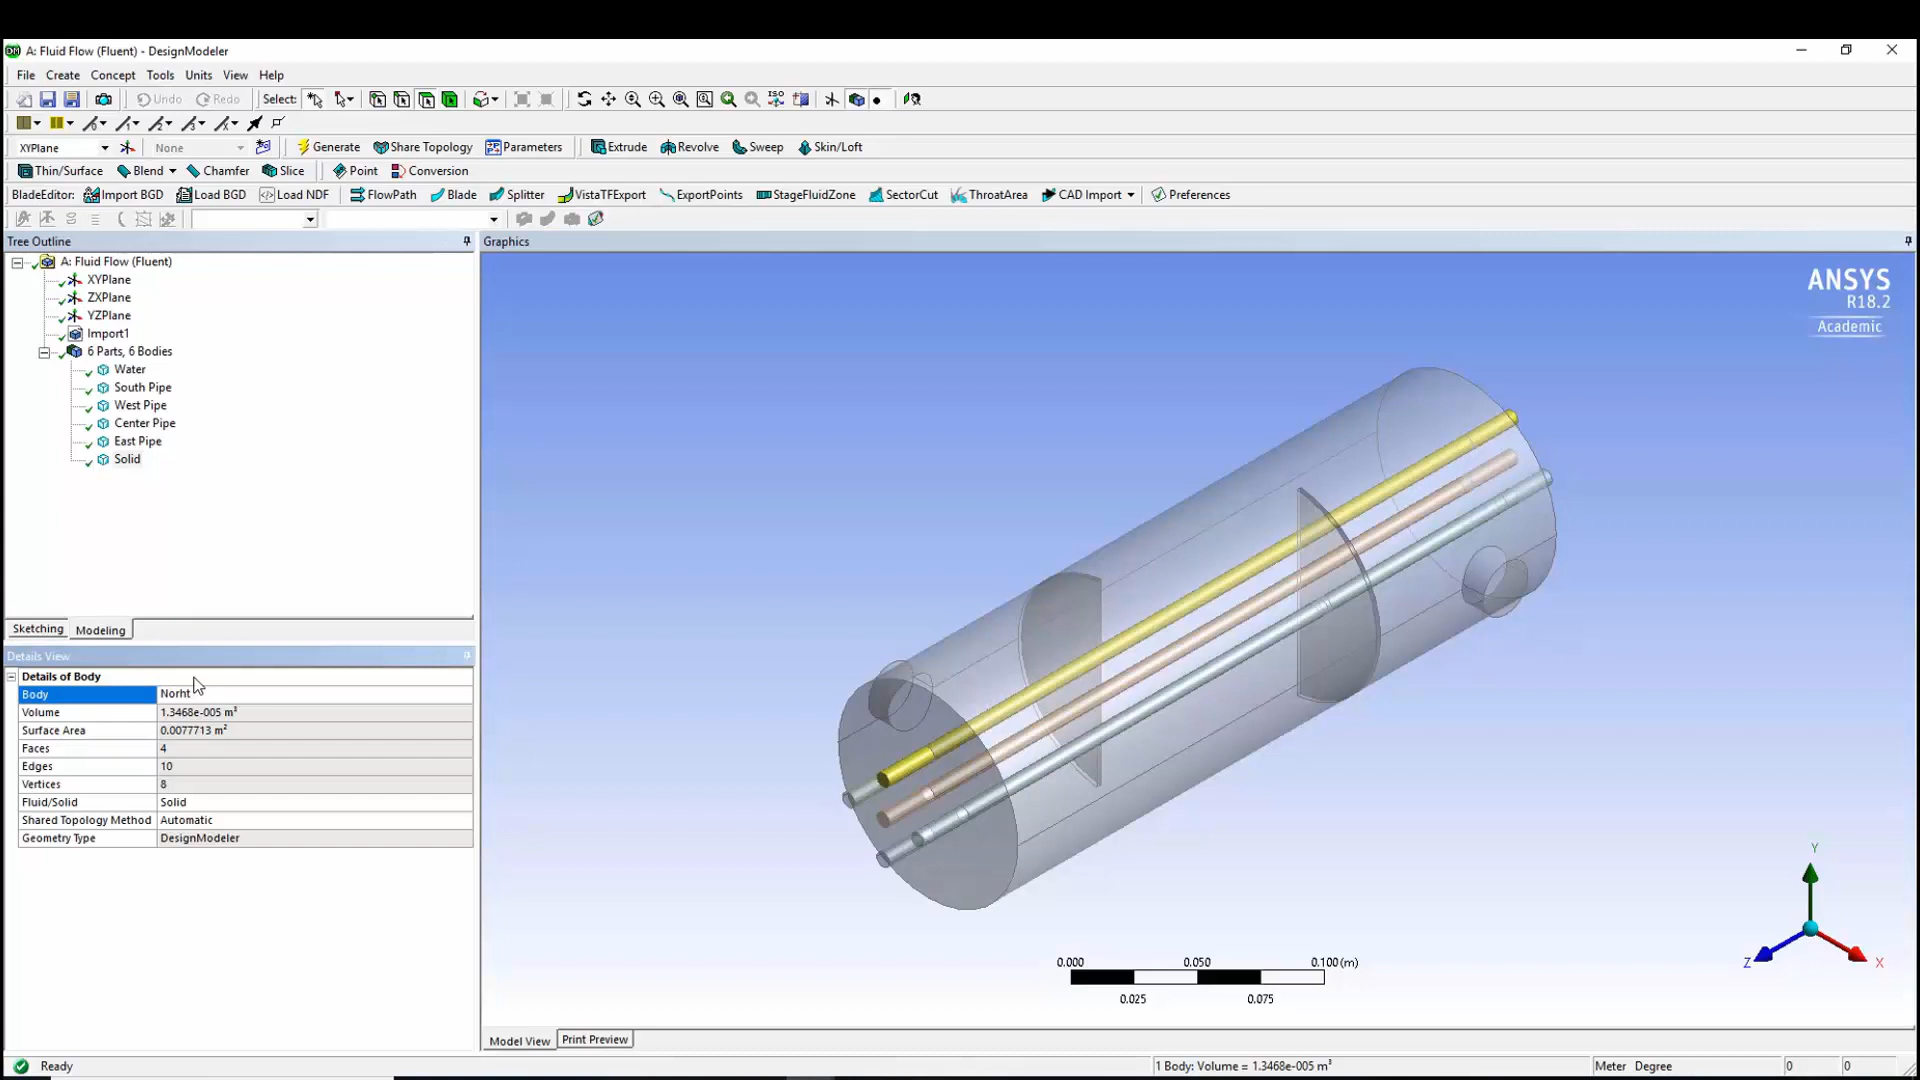 A: Fluid Flow (Fluent) - DesignModeler
File Create Concept Tools Units View Help
Undo Redo Select: ISO
XYPlane None Generate Share Topology Parameters Extrude Revolve Sweep Skin/Loft
Thin/Surface Blend Chamfer Slice Point Conversion
BladeEditor: Import BGD Load BGD Load NDF FlowPath Blade Splitter VistaTFExport ExportPoints StageFluidZone SectorCut ThroatArea CAD Import Preferences
Tree Outline
A: Fluid Flow (Fluent)
XYPlane
ZXPlane
YZPlane
Import1
6 Parts, 6 Bodies
Water
South Pipe
West Pipe
Center Pipe
East Pipe
Solid
Sketching Modeling
Details View
Details of Body
Body Norht
Volume 1.3468e-005 m³
Surface Area 0.0077713 m²
Faces 4
Edges 10
Vertices 8
Fluid/Solid Solid
Shared Topology Method Automatic
Geometry Type DesignModeler
Graphics
ANSYS
R18.2
Academic
0.000 0.050 0.100(m)
0.025 0.075
Y
Z X
Model View Print Preview
Ready 1 Body: Volume = 1.3468e-005 m³ Meter Degree 0 0